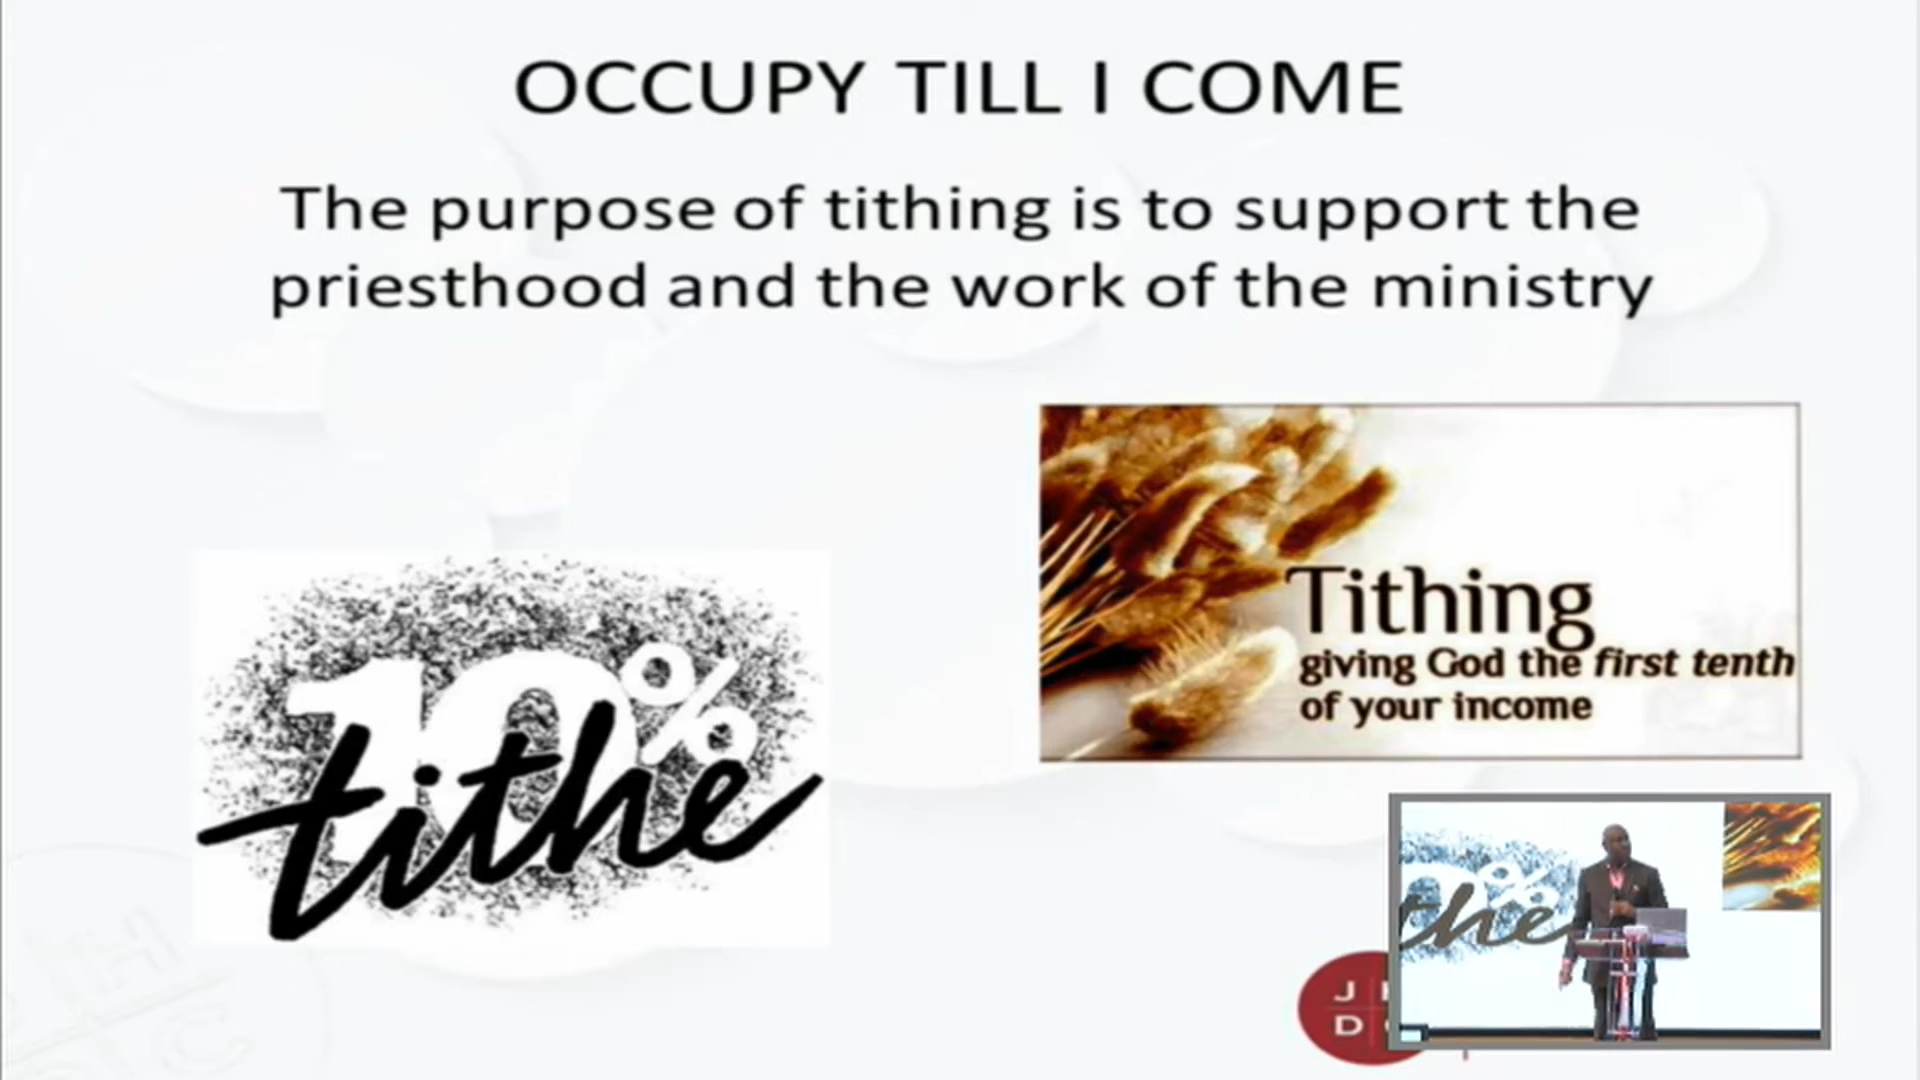 OCCUPY TILL I COME
The purpose of tithing is to support the
priesthood and the work of the ministry
10%
tithe
Tithing
giving God the first tenth
of your income
%
the
J
D